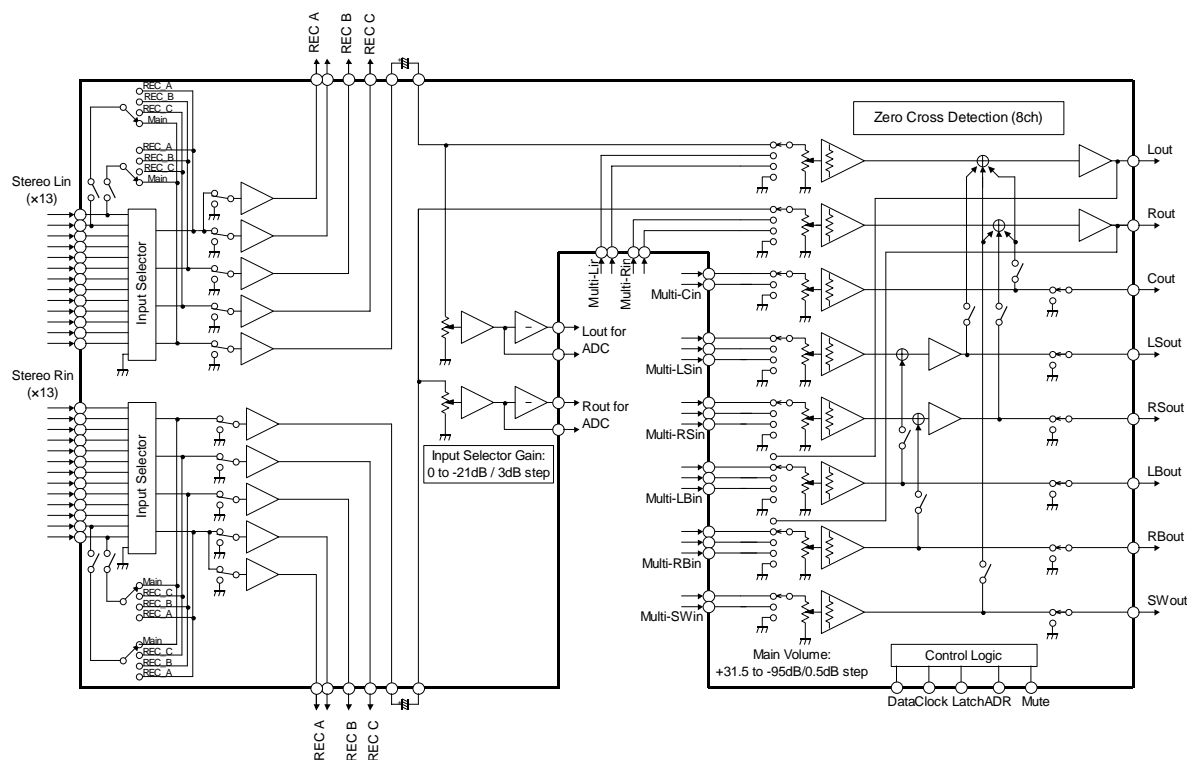 REC A
REC B
REC C
REC_A
REC_B
REC_C
Main
REC_A
REC_B
REC_C
Main
Stereo Lin
(×13)
Input Selector
Zero Cross Detection (8ch)
Lout
Rout
Cout
LSout
RSout
LBout
RBout
SWout
Multi-Lin
Multi-Rin
Multi-Cin
Multi-LSin
Multi-RSin
Multi-LBin
Multi-RBin
Multi-SWin
Lout for
ADC
Rout for
ADC
Input Selector Gain:
0 to -21dB / 3dB step
Stereo Rin
(×13)
Input Selector
Main
REC_C
REC_B
REC_A
Main
REC_C
REC_B
REC_A
Main Volume:
+31.5 to -95dB/0.5dB step
Control Logic
Data Clock Latch ADR Mute
REC A
REC B
REC C